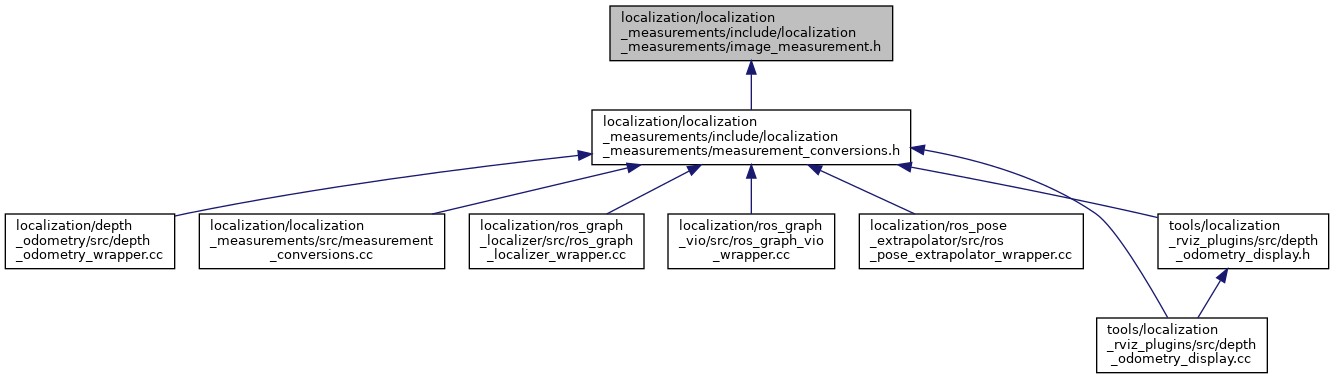 localization/localization
_measurements/include/localization
_measurements/image_measurement.h
localization/localization
_measurements/include/localization
_measurements/measurement_conversions.h
localization/depth
_odometry/src/depth
_odometry_wrapper.cc
localization/localization
_measurements/src/measurement
_conversions.cc
localization/ros_graph
_localizer/src/ros_graph
_localizer_wrapper.cc
localization/ros_graph
_vio/src/ros_graph_vio
_wrapper.cc
localization/ros_pose
_extrapolator/src/ros
_pose_extrapolator_wrapper.cc
tools/localization
_rviz_plugins/src/depth
_odometry_display.h
tools/localization
_rviz_plugins/src/depth
_odometry_display.cc